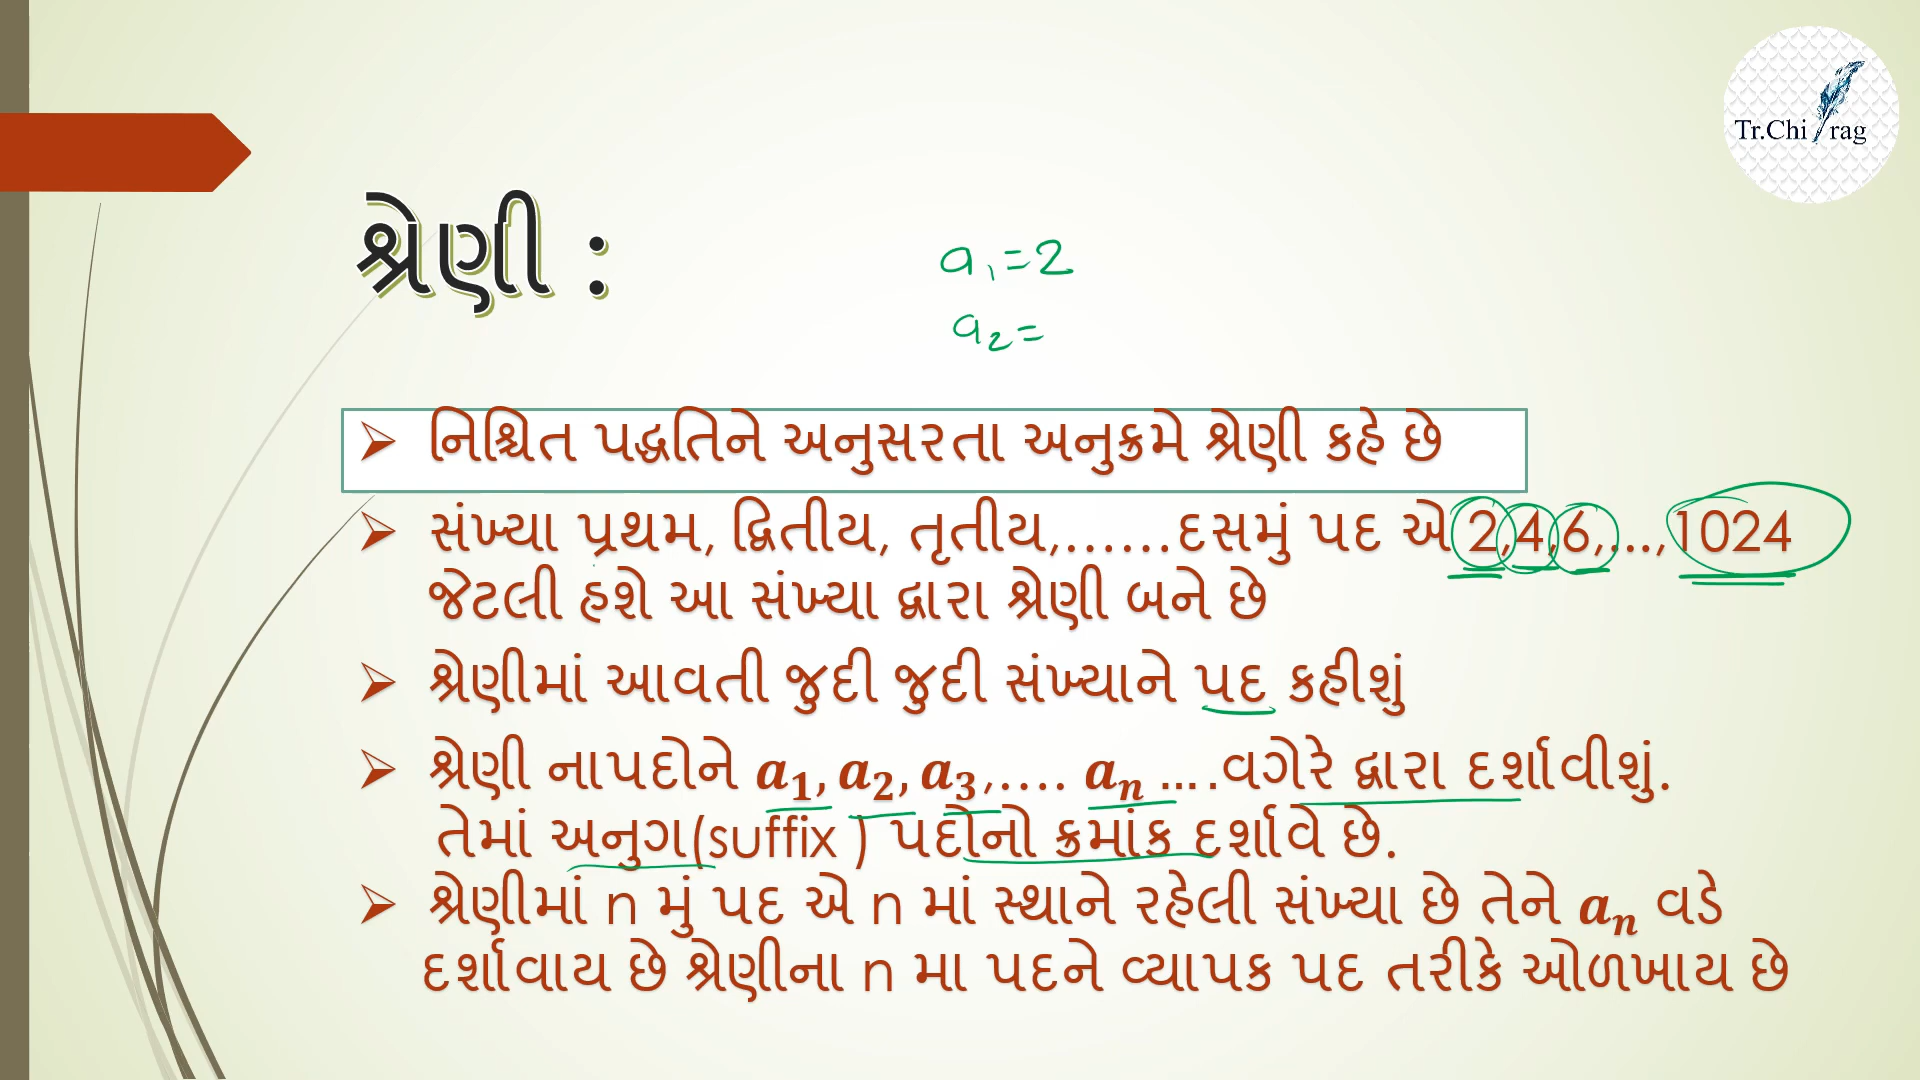 Tr.Chirag
શ્રેણી :
a₁=2
a₂=
➢ નિશ્ચિત પદ્ધતિને અનુસરતા અનુક્રમે શ્રેણી કહે છે
➢ સંખ્યા પ્રથમ, દ્વિતીય, તૃતીય,......દસમું પદ એ 2,4,6,...,1024
જેટલી હશે આ સંખ્યા દ્વારા શ્રેણી બને છે
➢ શ્રેણીમાં આવતી જુદી જુદી સંખ્યાને પદ કહીશું
➢ શ્રેણી નાપદોને a₁, a₂, a₃,.... aₙ ....વગેરે દ્વારા દર્શાવીશું.
તેમાં અનુગ(suffix ) પદોનો ક્રમાંક દર્શાવે છે.
➢ શ્રેણીમાં n મું પદ એ n માં સ્થાને રહેલી સંખ્યા છે તેને aₙ વડે
દર્શાવાય છે શ્રેણીના n મા પદને વ્યાપક પદ તરીકે ઓળખાય છે